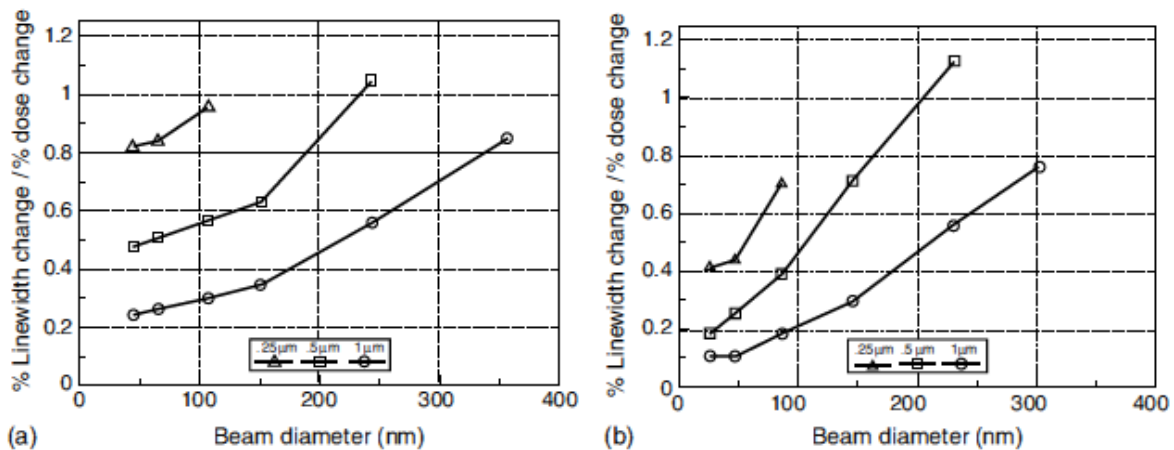 % Linewidth change / % dose change
1.2
1
0.8
0.6
0.4
0.2
0
.25µm .5µm 1µm
0 100 200 300 400
(a) Beam diameter (nm)
% Linewidth change / % dose change
1.2
1
0.8
0.6
0.4
0.2
0
.25µm .5µm 1µm
0 100 200 300 400
(b) Beam diameter (nm)